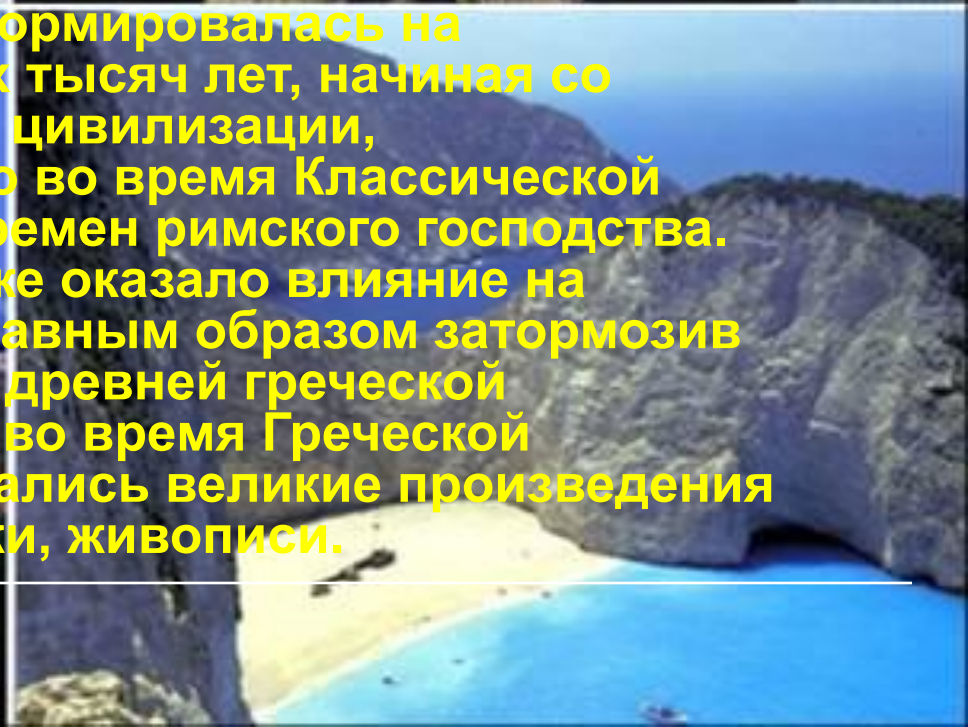 ормировалась на
х тысяч лет, начиная со
цивилизации,
о во время Классической
ремен римского господства.
же оказало влияние на
авным образом затормозив
древней греческой
во время Греческой
ались великие произведения
ки, живописи.